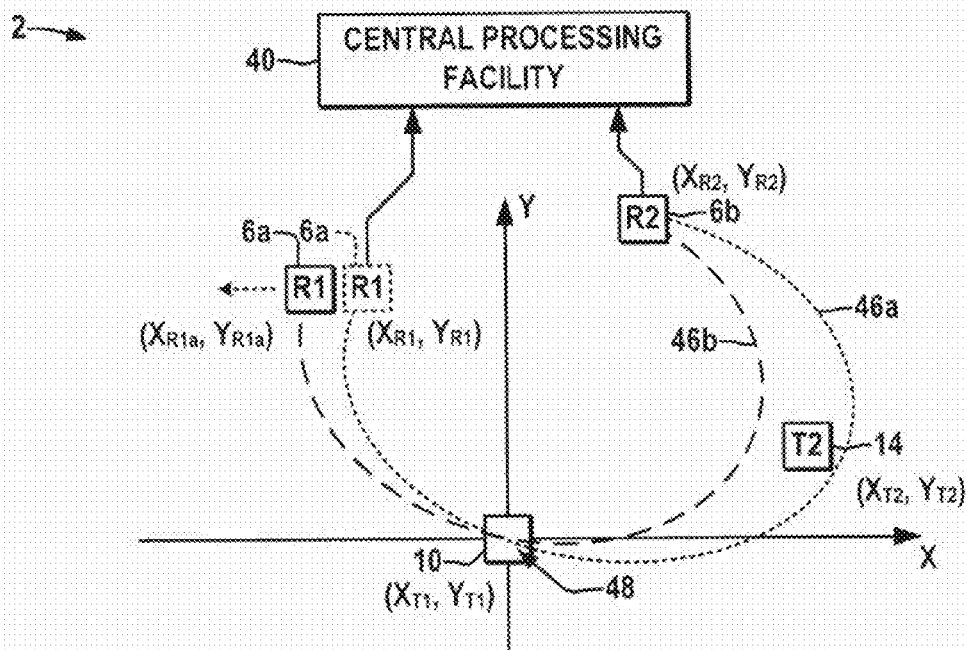 2
40
CENTRAL PROCESSING
FACILITY
(XR2, YR2)
Y
R2
6b
6a
6a
R1
R1
46a
(XR1a, YR1a)
(XR1, YR1)
46b
T2
14
(XT2, YT2)
10
X
(XT1, YT1)
48